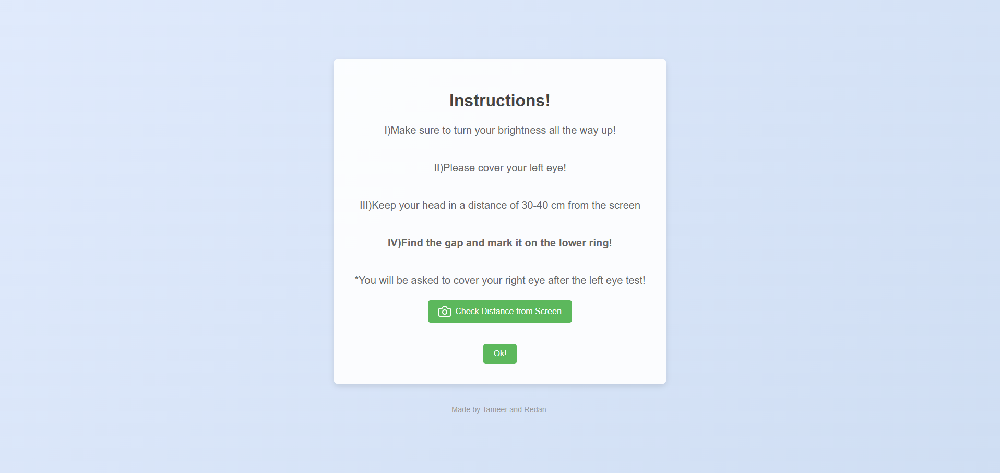 Instructions!
I)Make sure to turn your brightness all the way up!
II)Please cover your left eye!
III)Keep your head in a distance of 30-40 cm from the screen
IV)Find the gap and mark it on the lower ring!
*You will be asked to cover your right eye after the left eye test!
Check Distance from Screen
Ok!
Made by Tameer and Redan.